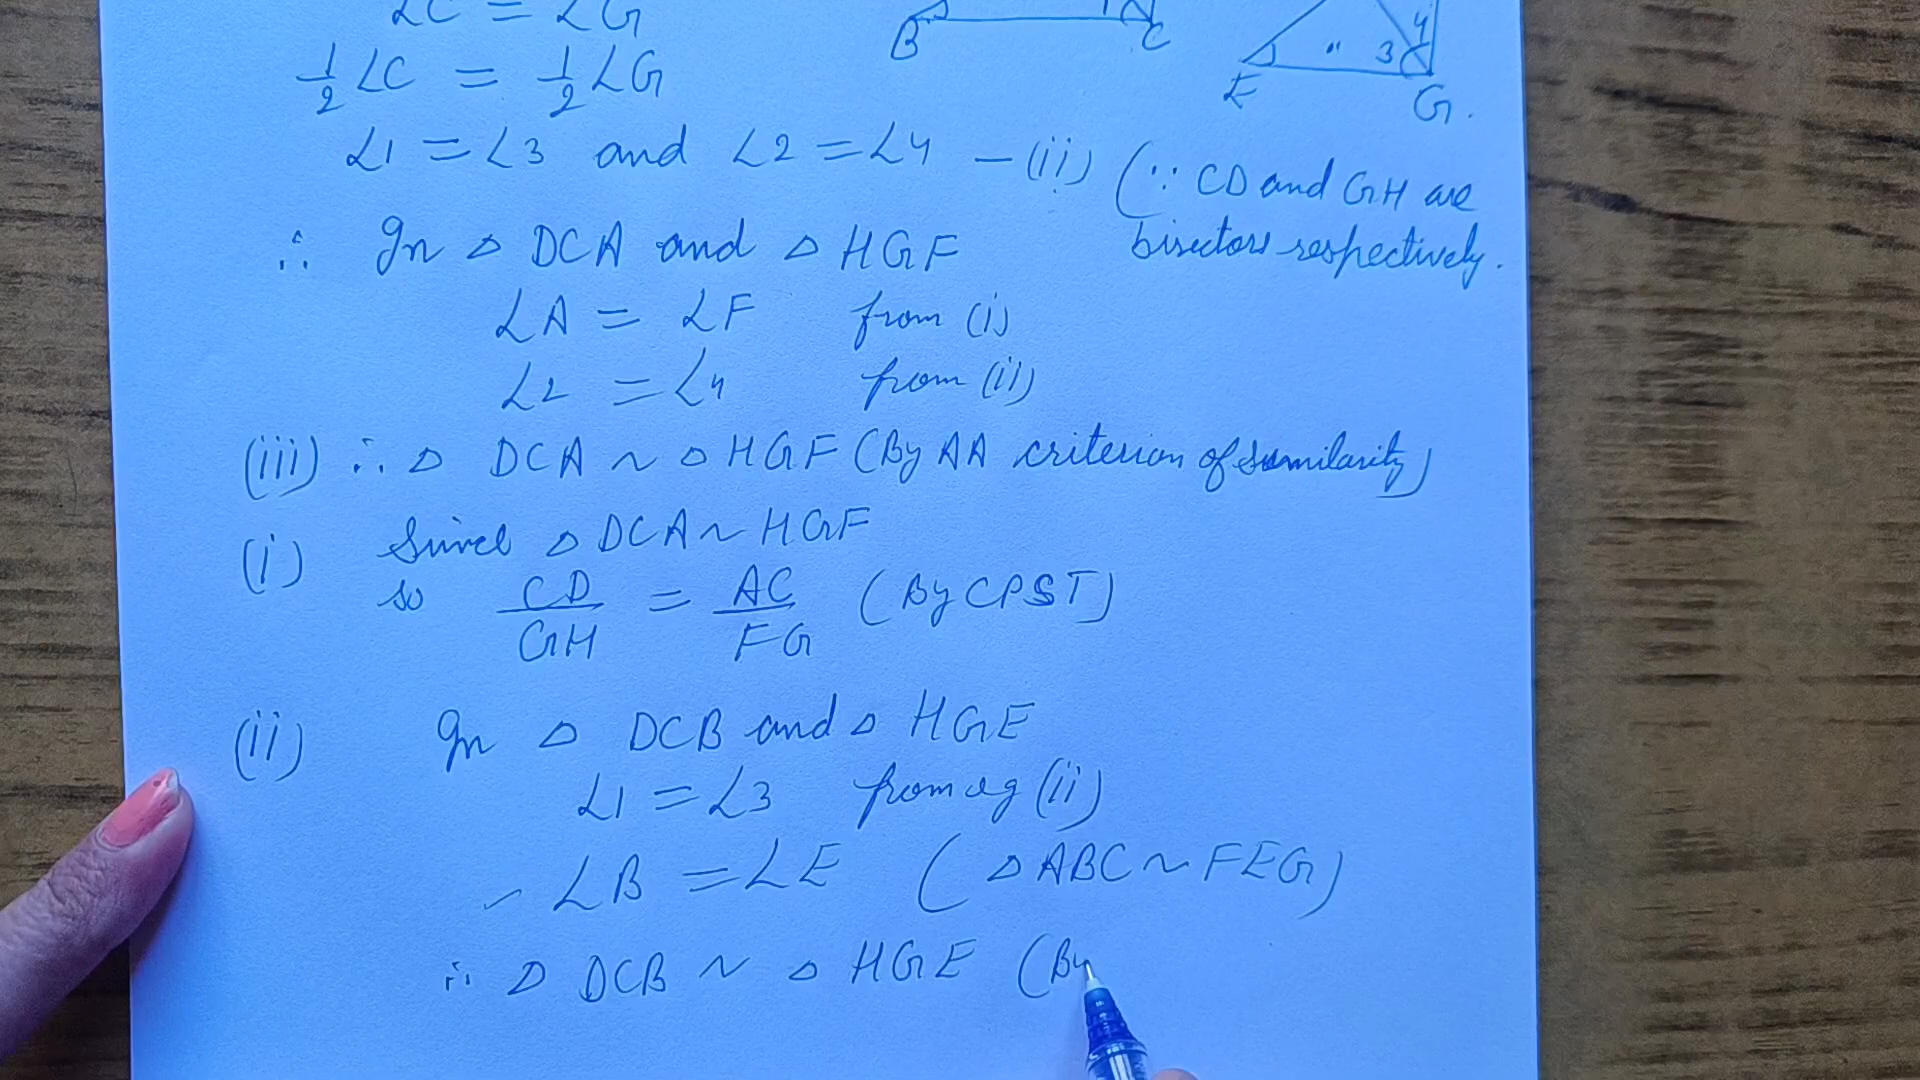 ∠C = ∠G
B C
E 3 4 G.
1/2 ∠C = 1/2 ∠G
∠1 = ∠3 and ∠2 = ∠4 — (ii) (∵ CD and GH are
bisectors respectively.
∴ In △ DCA and △ HGF
∠A = ∠F from (i)
∠2 = ∠4 from (ii)
(iii) ∴ △ DCA ~ △ HGF (By AA criterion of similarity)
(i) Since △ DCA ~ HGF
so CD/GH = AC/FG (By CPST)
(ii) In △ DCB and △ HGE
∠1 = ∠3 from eq (ii)
- ∠B = ∠E (△ ABC ~ FEG)
∴ △ DCB ~ △ HGE (By